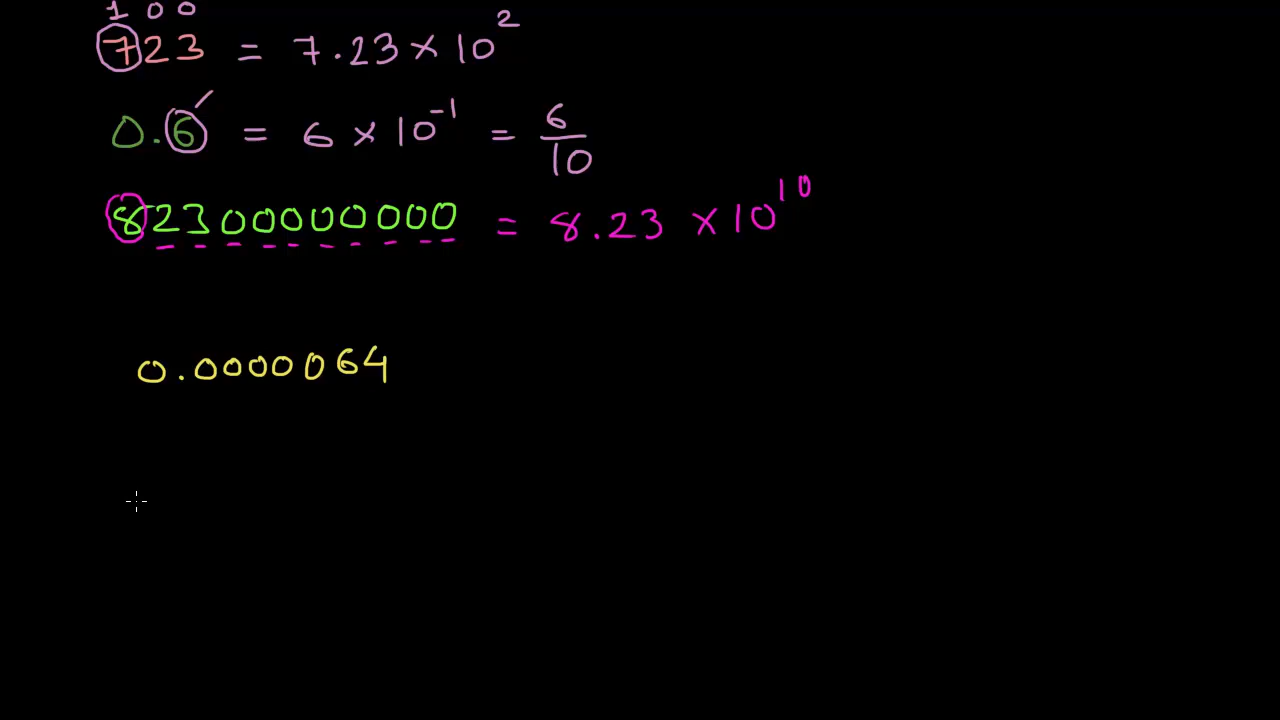 1 0 0
723 = 7.23 × 10²
0.6 = 6 × 10⁻¹ = 6/10
82300000000 = 8.23 × 10¹⁰
0.0000064